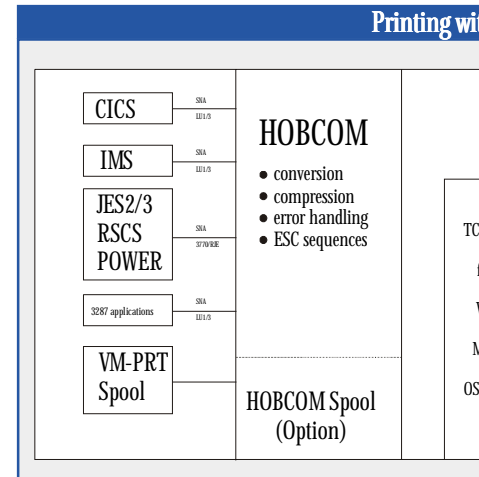 Printing wit
CICS
SNA
LU1/3
IMS
SNA
LU1/3
JES2/3
RSCS
POWER
SNA
3770/RJE
3287 applications
SNA
LU1/3
VM-PRT
Spool
HOBCOM
● conversion
● compression
● error handling
● ESC sequences
HOBCOM Spool
(Option)
TC
f
V
M
OS